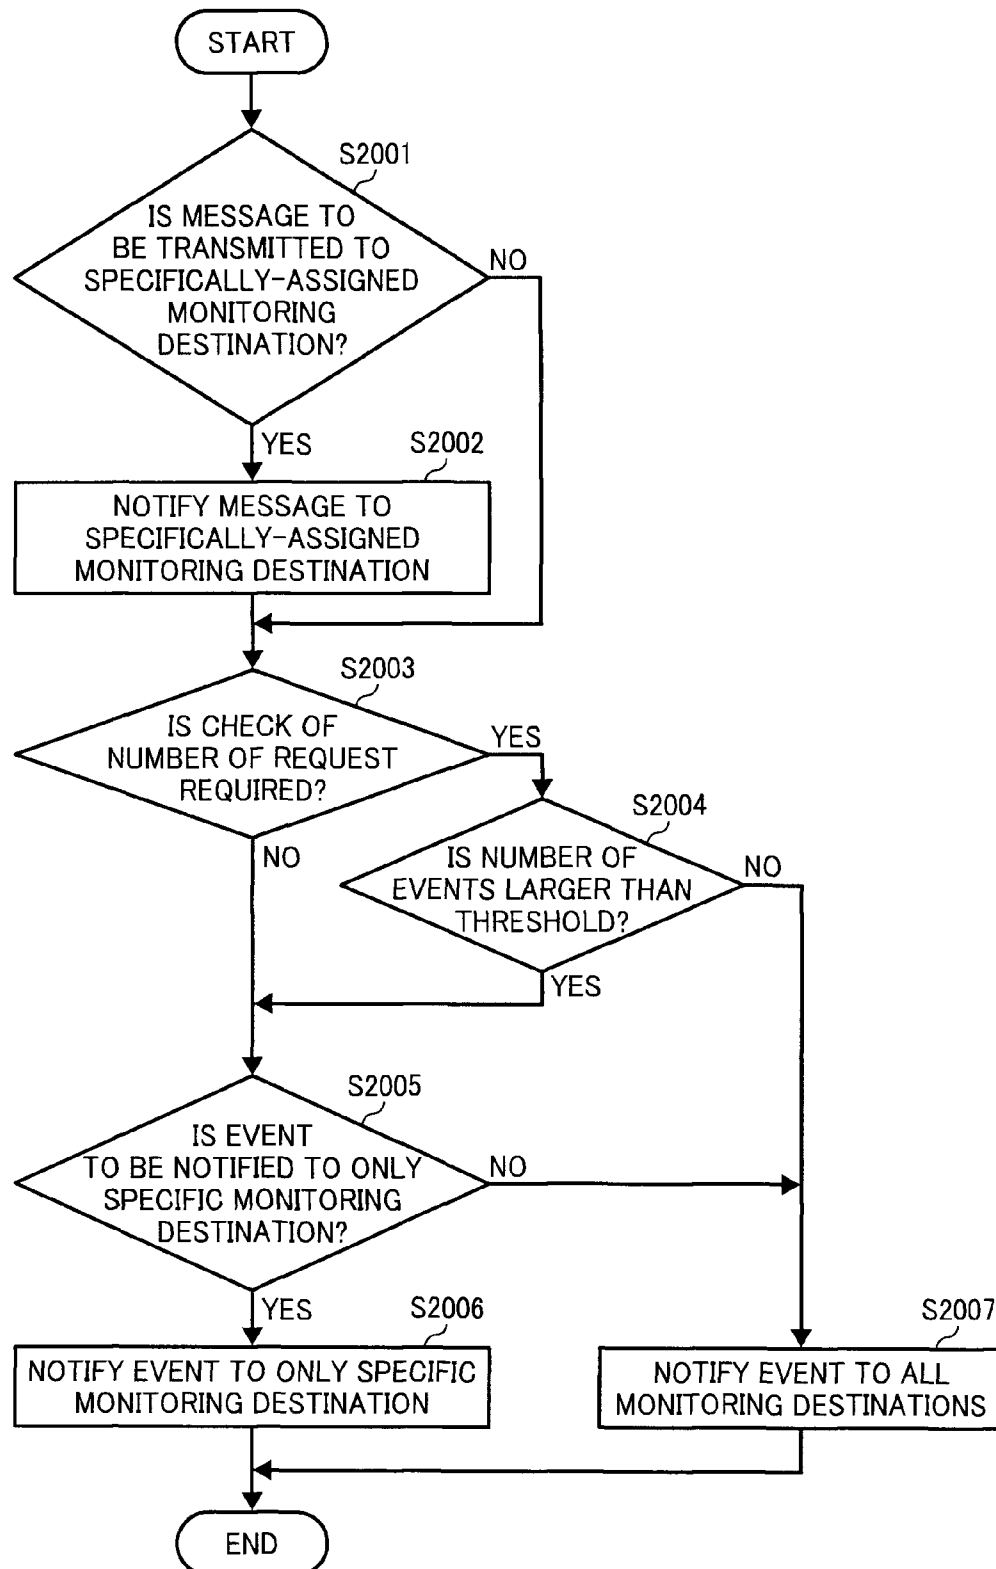 START
S2001
IS MESSAGE TO
BE TRANSMITTED TO
SPECIFICALLY-ASSIGNED
MONITORING
DESTINATION?
NO
YES
S2002
NOTIFY MESSAGE TO
SPECIFICALLY-ASSIGNED
MONITORING DESTINATION
S2003
IS CHECK OF
NUMBER OF REQUEST
REQUIRED?
YES
NO
S2004
IS NUMBER OF
EVENTS LARGER THAN
THRESHOLD?
NO
YES
S2005
IS EVENT
TO BE NOTIFIED TO ONLY
SPECIFIC MONITORING
DESTINATION?
NO
YES
S2006
NOTIFY EVENT TO ONLY SPECIFIC
MONITORING DESTINATION
S2007
NOTIFY EVENT TO ALL
MONITORING DESTINATIONS
END